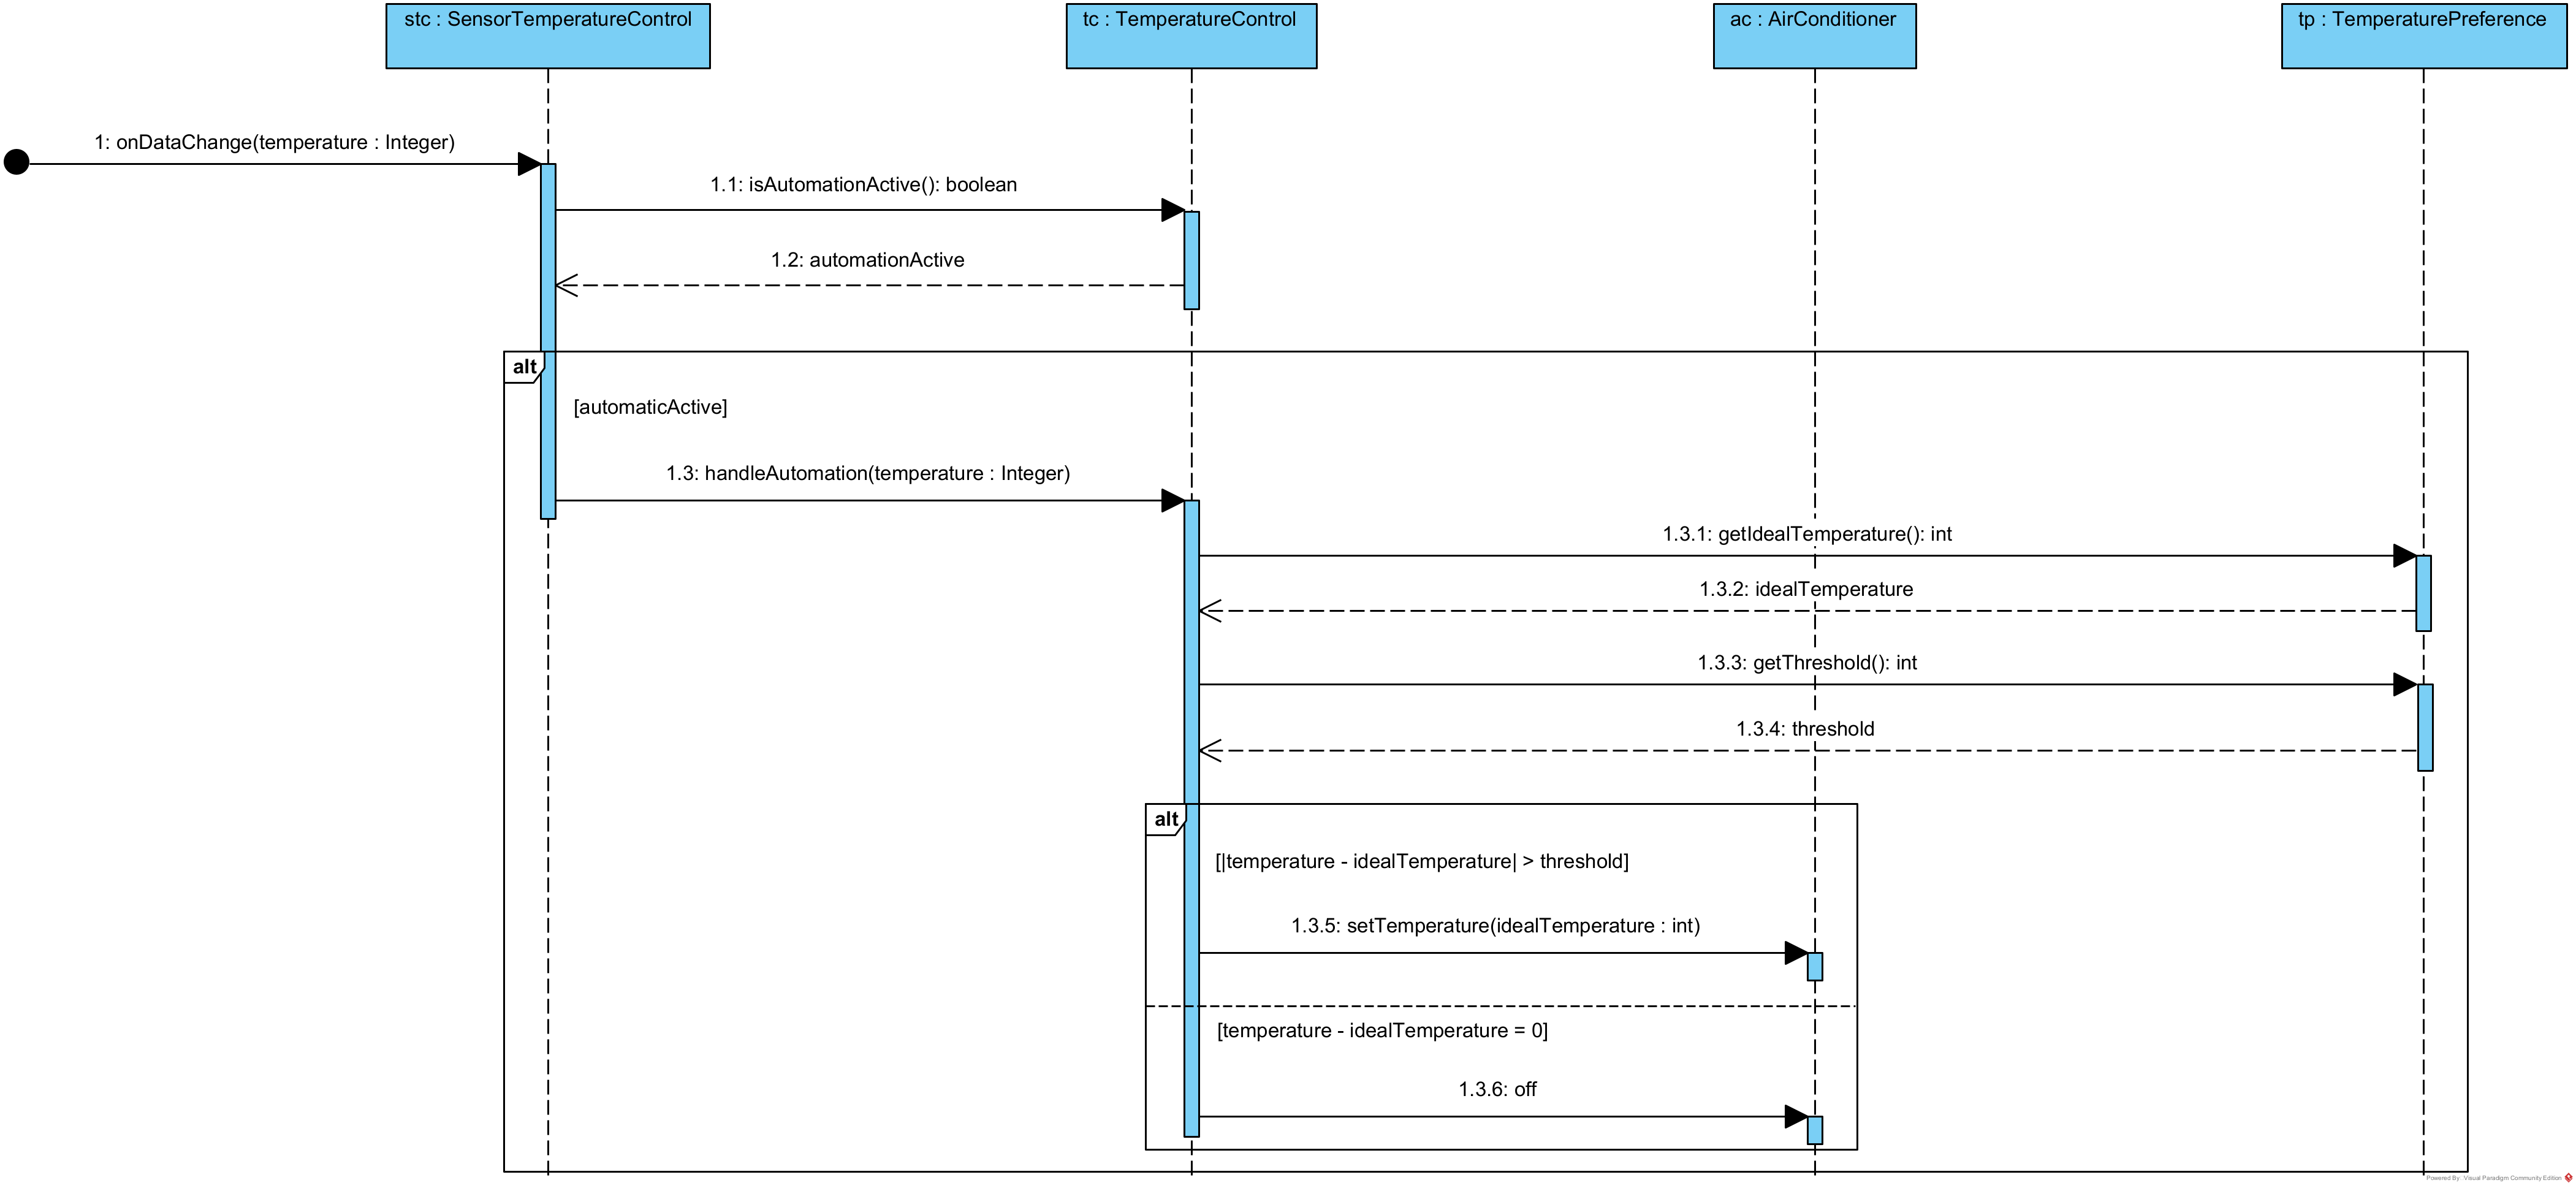 stc : SensorTemperatureControl
tc : TemperatureControl
ac : AirConditioner
tp : TemperaturePreference
1: onDataChange(temperature : Integer)
1.1: isAutomationActive(): boolean
1.2: automationActive
alt
[automaticActive]
1.3: handleAutomation(temperature : Integer)
1.3.1: getIdealTemperature(): int
1.3.2: idealTemperature
1.3.3: getThreshold(): int
1.3.4: threshold
alt
[|temperature - idealTemperature| > threshold]
1.3.5: setTemperature(idealTemperature : int)
[temperature - idealTemperature = 0]
1.3.6: off
Powered By: Visual Paradigm Community Edition